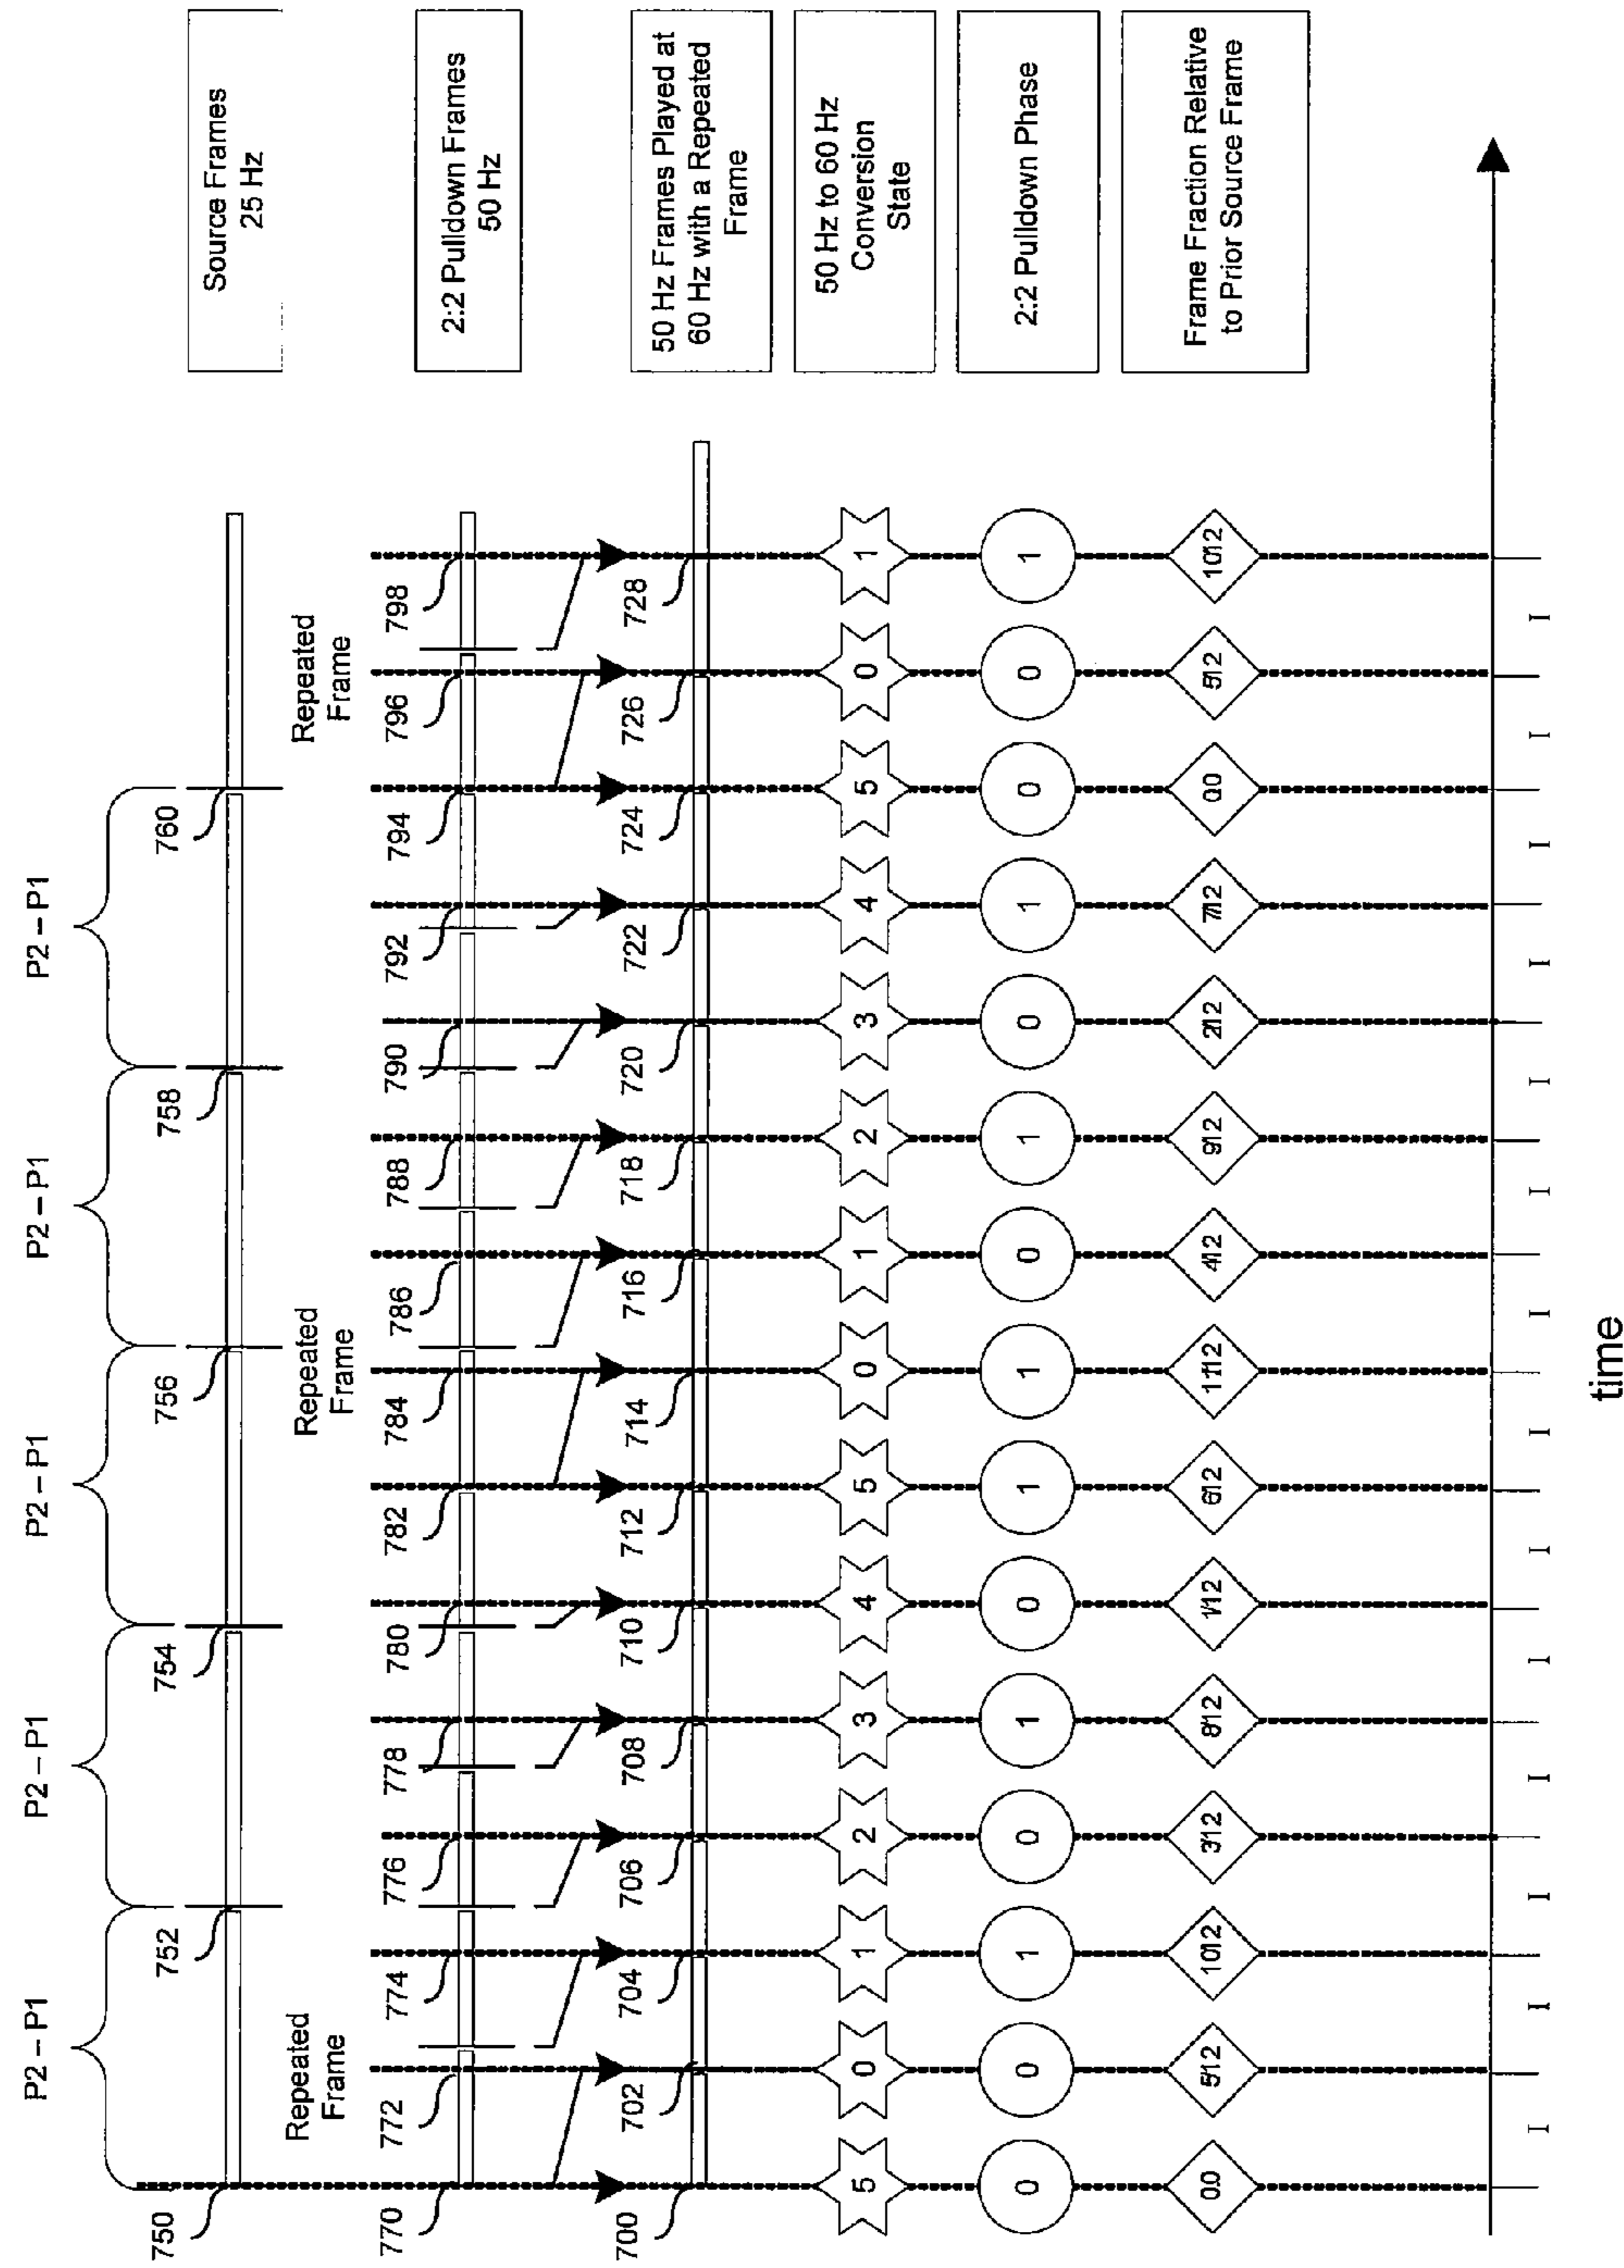 P2 – P1
P2 – P1
P2 – P1
P2 – P1
P2 – P1
P2 – P1
750
752
754
756
758
760
Source Frames
25 Hz
Repeated
Frame
Repeated
Frame
Repeated
Frame
770
772
774
776
778
780
782
784
786
788
790
792
794
796
798
2:2 Pulldown Frames
50 Hz
700
702
704
706
708
710
712
714
716
718
720
722
724
726
728
50 Hz Frames Played at
60 Hz with a Repeated
Frame
5
0
1
2
3
4
5
0
1
2
3
4
5
0
1
50 Hz to 60 Hz
Conversion
State
0
0
1
0
1
0
1
1
0
1
0
1
0
0
1
2:2 Pulldown Phase
0.0
5/12
10/12
3/12
8/12
1/12
6/12
11/12
4/12
9/12
2/12
7/12
0.0
5/12
10/12
Frame Fraction Relative
to Prior Source Frame
I
I
I
I
I
I
I
I
I
I
I
I
I
I
time